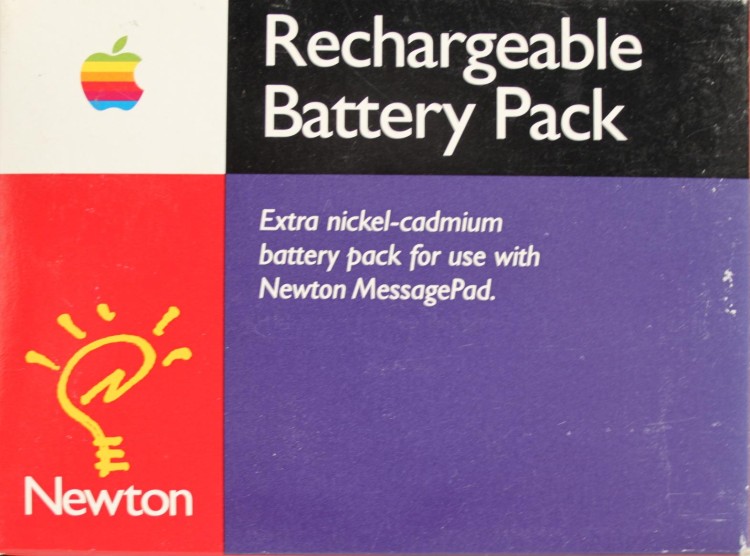 Rechargeable
Battery Pack
Extra nickel-cadmium
battery pack for use with
Newton MessagePad.
Newton